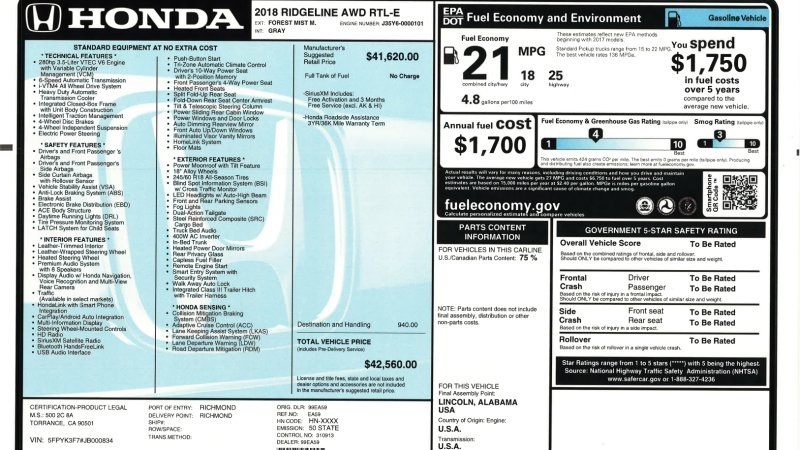 HONDA
2018 RIDGELINE AWD RTL-E
EXT: FOREST MIST M.
ENGINE NUMBER J35Y6-0000101
INT: GRAY
STANDARD EQUIPMENT AT NO EXTRA COST
* TECHNICAL FEATURES *
• 280hp 3.5-Liter VTEC V6 Engine
with Variable Cylinder
Management (VCM)
• 6-Speed Automatic Transmission
• i-VTM4 All Wheel Drive System
• Heavy Duty Automatic
Transmission Cooler
• Integrated Closed-Box Frame
with Unit Body Construction
• Intelligent Traction Management
• 4-Wheel Disc Brakes
• 4-Wheel Independent Suspension
• Electric Power Steering
* SAFETY FEATURES *
• Driver's and Front Passenger 's
Airbags
• Driver's and Front Passenger's
Side Airbags
• Side Curtain Airbags
with Rollover Sensor
• Vehicle Stability Assist (VSA)
• Anti-Lock Braking System (ABS)
• Brake Assist
• Electronic Brake Distribution (EBD)
• ACE Body Structure
• Daytime Running Lights (DRL)
• Tire Pressure Monitoring System
• LATCH System for Child Seats
* INTERIOR FEATURES *
• Leather-Trimmed Interior
• Leather-Wrapped Steering Wheel
• Heated Steering Wheel
• Premium Audio System
with 8 Speakers
• Display Audio w/ Honda Navigation,
Voice Recognition and Multi-View
Rear Camera
• Traffic
(Available in select markets)
• HondaLink with Smart Phone
Integration
• CarPlay/Android Auto Integration
• Multi-Information Display
• Steering Wheel-Mounted Controls
• HD Radio
• SiriusXM Satellite Radio
• Bluetooth HandsFreeLink
• USB Audio Interface
• Push-Button Start
• Tri-Zone Automatic Climate Control
• Driver's 10-Way Power Seat
with 2-Position Memory
• Front Passenger's 4-Way Power Seat
• Heated Front Seats
• Split Fold-Up Rear Seat
• Fold-Down Rear Seat Center Armrest
• Tilt & Telescopic Steering Column
• Power Sliding Rear Cabin Window
• Power Windows and Door Locks
• Auto Dimming Rearview Mirror
• Front Auto Up/Down Windows
• Illuminated Visor Vanity Mirrors
• HomeLink System
• Floor Mats
* EXTERIOR FEATURES *
• Power Moonroof with Tilt Feature
• 18" Alloy Wheels
• 245/60 R18 All-Season Tires
• Blind Spot Information System (BSI)
w/ Cross Traffic Monitor
• LED Headlights w/ Auto-High Beam
• Front and Rear Parking Sensors
• Fog Lights
• Dual-Action Tailgate
• Steel Reinforced Composite (SRC)
Cargo Bed
• Truck Bed Audio
• 400W AC Inverter
• In-Bed Trunk
• Heated Power Door Mirrors
• Rear Privacy Glass
• Capless Fuel Filler
• Remote Engine Start
• Smart Entry System with
Security System
• Walk Away Auto Lock
• Integrated Class III Trailer Hitch
with Trailer Harness
* HONDA SENSING *
• Collision Mitigation Braking
System (CMBS)
• Adaptive Cruise Control (ACC)
• Lane Keeping Assist System (LKAS)
• Forward Collision Warning (FCW)
• Lane Departure Warning (LDW)
• Road Departure Mitigation (RDM)
Manufacturer's
Suggested
Retail Price
$41,620.00
Full Tank of Fuel
No Charge
-SiriusXM Includes:
Free Activation and 3 Months
Free Service (excl. AK & HI)
-Honda Roadside Assistance
3YR/36K Mile Warranty Term
Destination and Handling
940.00
TOTAL VEHICLE PRICE
(includes Pre-Delivery Service)
$42,560.00
License and title fees, state and local taxes and
dealer options and accessories are not included
in the manufacturer's suggested retail price.
EPA
DOT
Fuel Economy and Environment
Gasoline Vehicle
Fuel Economy
21
MPG
combined city/hwy
18
city
25
highway
4.8 gallons per 100 miles
These estimates reflect new EPA methods
beginning with 2017 models.
Standard Pickup trucks range from 15 to 22 MPG.
The best vehicle rates 136 MPGe.
You spend
$1,750
in fuel costs
over 5 years
compared to the
average new vehicle.
Annual fuel cost
$1,700
Fuel Economy & Greenhouse Gas Rating (tailpipe only)
1
4
10
Best
Smog Rating (tailpipe only)
1
3
10
Best
This vehicle emits 424 grams CO2 per mile. The best emits 0 grams per mile (tailpipe only). Producing
and distributing fuel also create emissions; learn more at fueleconomy.gov.
Actual results will vary for many reasons, including driving conditions and how you drive and maintain
your vehicle. The average new vehicle gets 27 MPG and costs $6,750 to fuel over 5 years. Cost
estimates are based on 15,000 miles per year at $2.40 per gallon. MPGe is miles per gasoline gallon
equivalent. Vehicle emissions are a significant cause of climate change and smog.
fueleconomy.gov
Calculate personalized estimates and compare vehicles
Smartphone
QR Code ™
PARTS CONTENT
INFORMATION
FOR VEHICLES IN THIS CARLINE
U.S./Canadian Parts Content: 75 %
NOTE: Parts content does not include
final assembly, distribution or other
non-parts costs.
FOR THIS VEHICLE
Final Assembly Point:
LINCOLN, ALABAMA
USA
Country of Origin: Engine:
U.S.A.
Transmission:
U.S.A.
GOVERNMENT 5-STAR SAFETY RATING
Overall Vehicle Score
To Be Rated
Based on the combined ratings of frontal, side and rollover.
Should ONLY be compared to other vehicles of similar size and weight.
Frontal
Driver
To Be Rated
Crash
Passenger
To Be Rated
Based on the risk of injury in a frontal impact.
Should ONLY be compared to other vehicles of similar size and weight.
Side
Front seat
To Be Rated
Crash
Rear seat
To Be Rated
Based on the risk of injury in a side impact.
Rollover
To Be Rated
Based on the risk of rollover in a single vehicle crash.
Star Ratings range from 1 to 5 stars (*****) with 5 being the highest.
Source: National Highway Traffic Safety Administration (NHTSA)
www.safercar.gov or 1-888-327-4236
CERTIFICATION-PRODUCT LEGAL
M.S: 500 2C 8A
TORRANCE, CA 90501
VIN: 5FPYK3F7#JB000834
PORT OF ENTRY: RICHMOND
DELIVERY POINT: RICHMOND
SHIP#:
ROW/SPACE:
TRANS METHOD:
ORIG. DLR: 99EA59
REF NO.: EA59
HN CODE: HN-XXXX
EMISSION: 50 STATE
CONTROL NO: 310913
DEALER: 99EA59